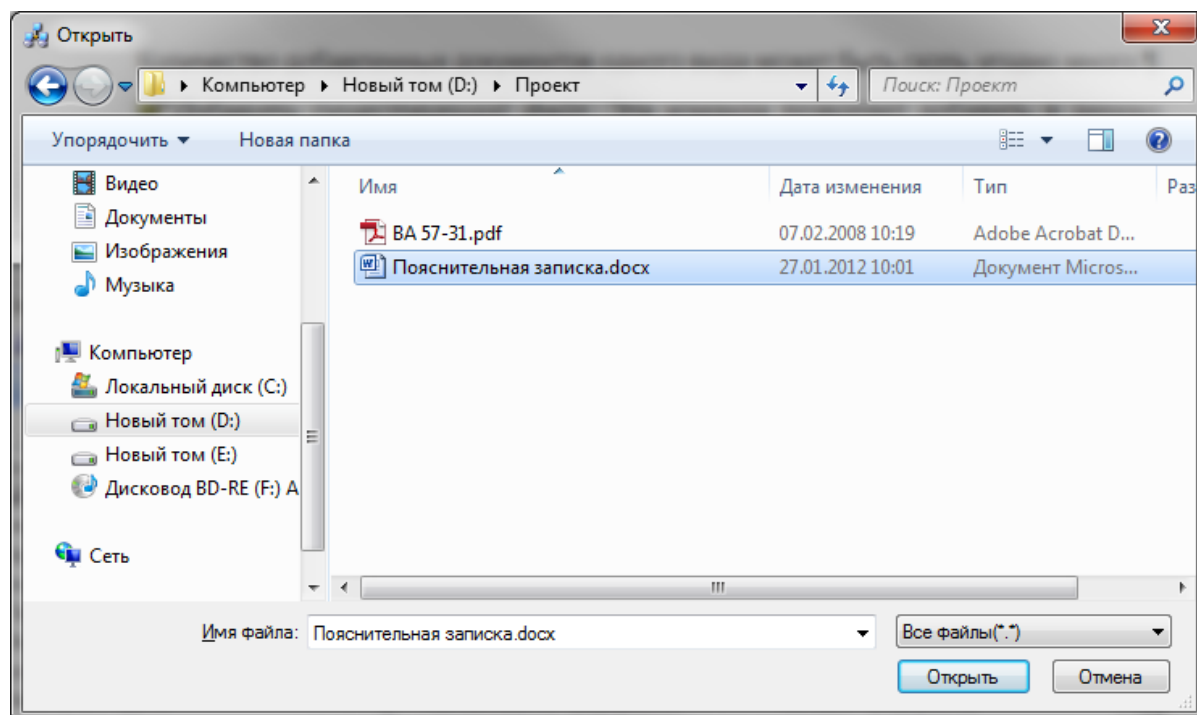 Открыть
Компьютер Новый том (D:) Проект
Поиск: Проект
Упорядочить Новая папка
Видео
Документы
Изображения
Музыка
Компьютер
Локальный диск (C:)
Новый том (D:)
Новый том (E:)
Дисковод BD-RE (F:) A
Сеть
Имя Дата изменения Тип Раз
ВА 57-31.pdf 07.02.2008 10:19 Adobe Acrobat D...
Пояснительная записка.docx 27.01.2012 10:01 Документ Micros...
Имя файла: Пояснительная записка.docx Все файлы(*.*)
Открыть Отмена